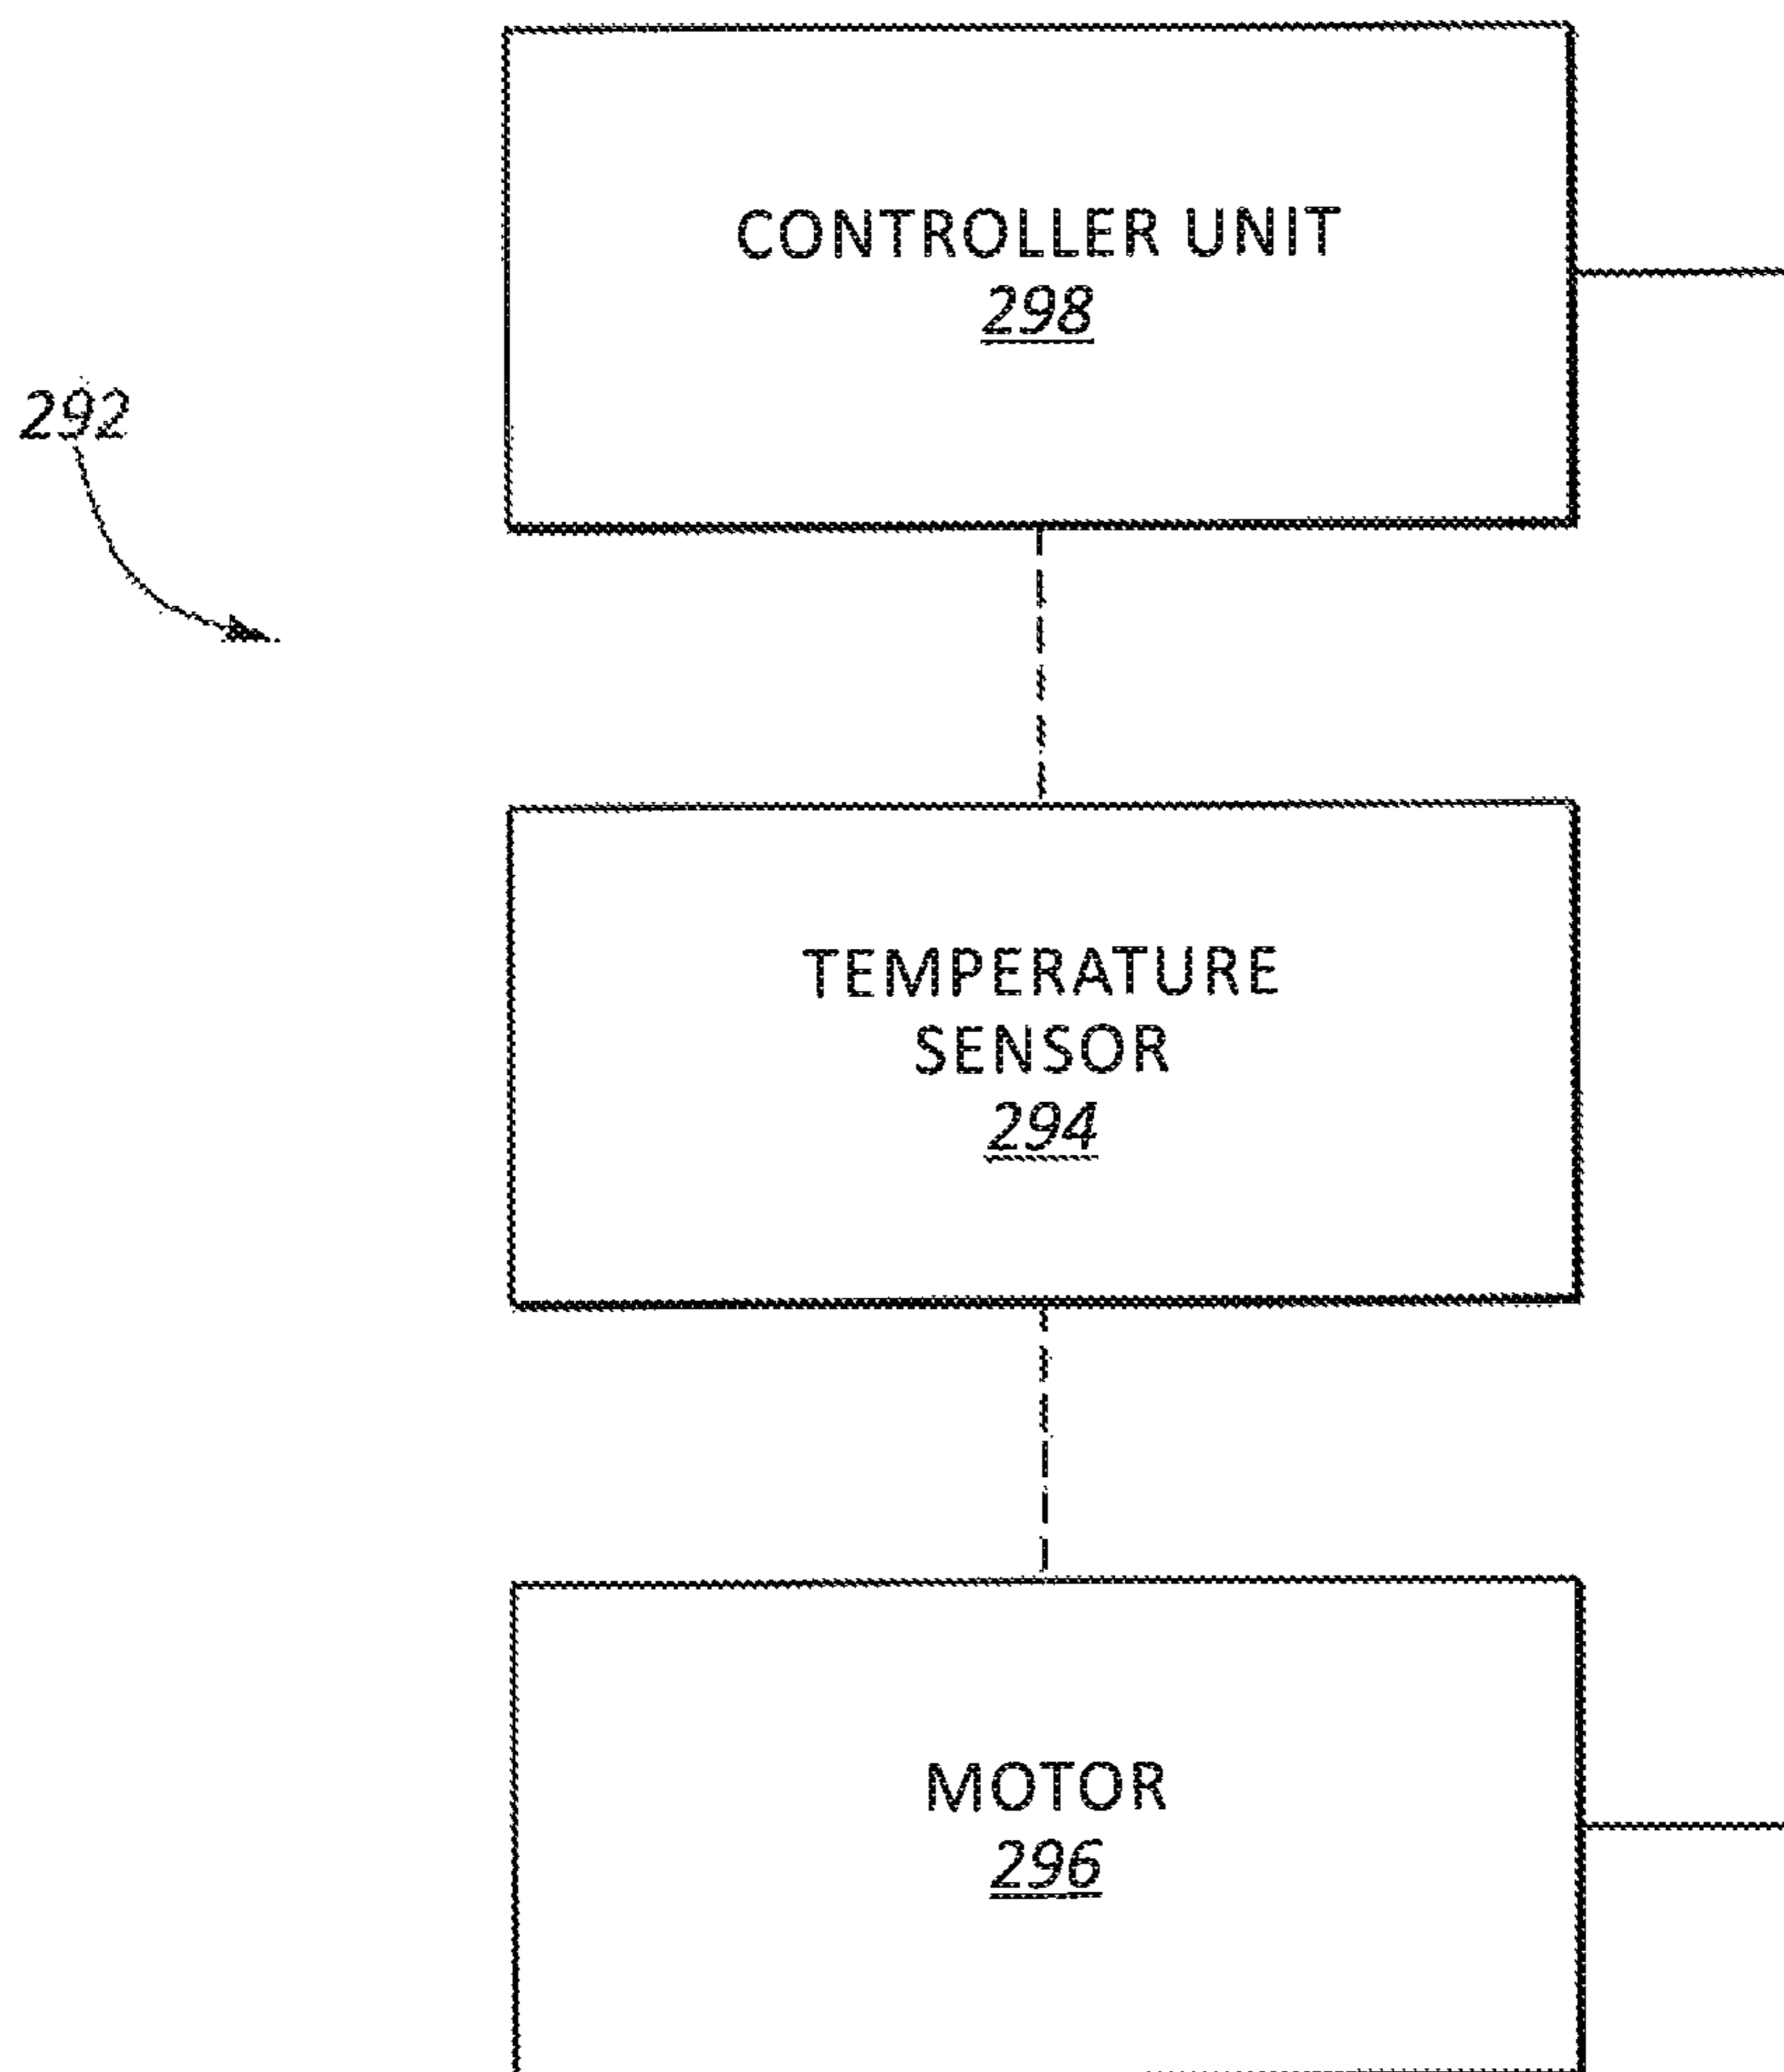 CONTROLLER UNIT
298
292
TEMPERATURE
SENSOR
294
MOTOR
296